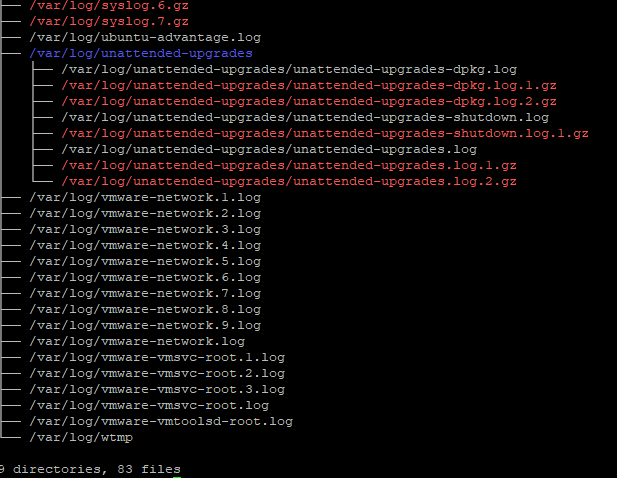 ├── /var/log/syslog.6.gz
├── /var/log/syslog.7.gz
├── /var/log/ubuntu-advantage.log
├── /var/log/unattended-upgrades
│   ├── /var/log/unattended-upgrades/unattended-upgrades-dpkg.log
│   ├── /var/log/unattended-upgrades/unattended-upgrades-dpkg.log.1.gz
│   ├── /var/log/unattended-upgrades/unattended-upgrades-dpkg.log.2.gz
│   ├── /var/log/unattended-upgrades/unattended-upgrades-shutdown.log
│   ├── /var/log/unattended-upgrades/unattended-upgrades-shutdown.log.1.gz
│   ├── /var/log/unattended-upgrades/unattended-upgrades.log
│   ├── /var/log/unattended-upgrades/unattended-upgrades.log.1.gz
│   └── /var/log/unattended-upgrades/unattended-upgrades.log.2.gz
├── /var/log/vmware-network.1.log
├── /var/log/vmware-network.2.log
├── /var/log/vmware-network.3.log
├── /var/log/vmware-network.4.log
├── /var/log/vmware-network.5.log
├── /var/log/vmware-network.6.log
├── /var/log/vmware-network.7.log
├── /var/log/vmware-network.8.log
├── /var/log/vmware-network.9.log
├── /var/log/vmware-network.log
├── /var/log/vmware-vmsvc-root.1.log
├── /var/log/vmware-vmsvc-root.2.log
├── /var/log/vmware-vmsvc-root.3.log
├── /var/log/vmware-vmsvc-root.log
├── /var/log/vmware-vmtoolsd-root.log
└── /var/log/wtmp
9 directories, 83 files